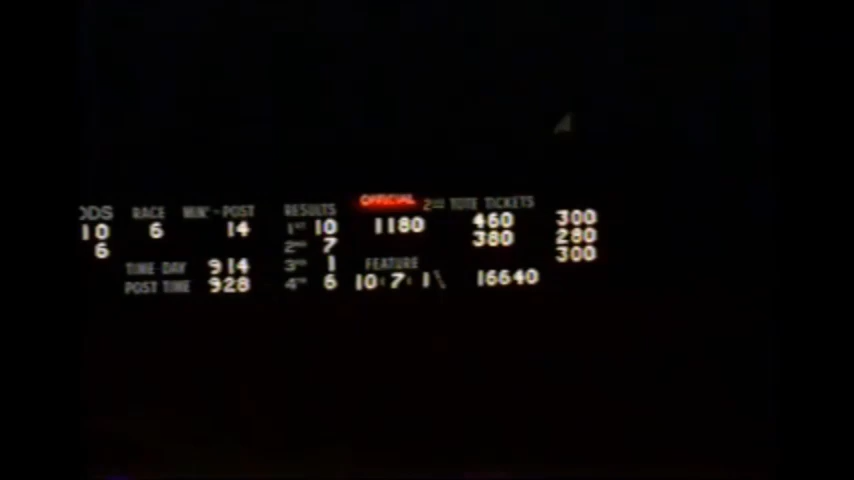 ODDS RACE MIN'-POST RESULTS OFFICIAL 2ND TOTE TICKETS
10 6 14 1ST 10 1180 460 300
6 2ND 7 380 280
TIME DAY 914 3RD 1 FEATURE 300
POST TIME 928 4TH 6 10 7 1 16640